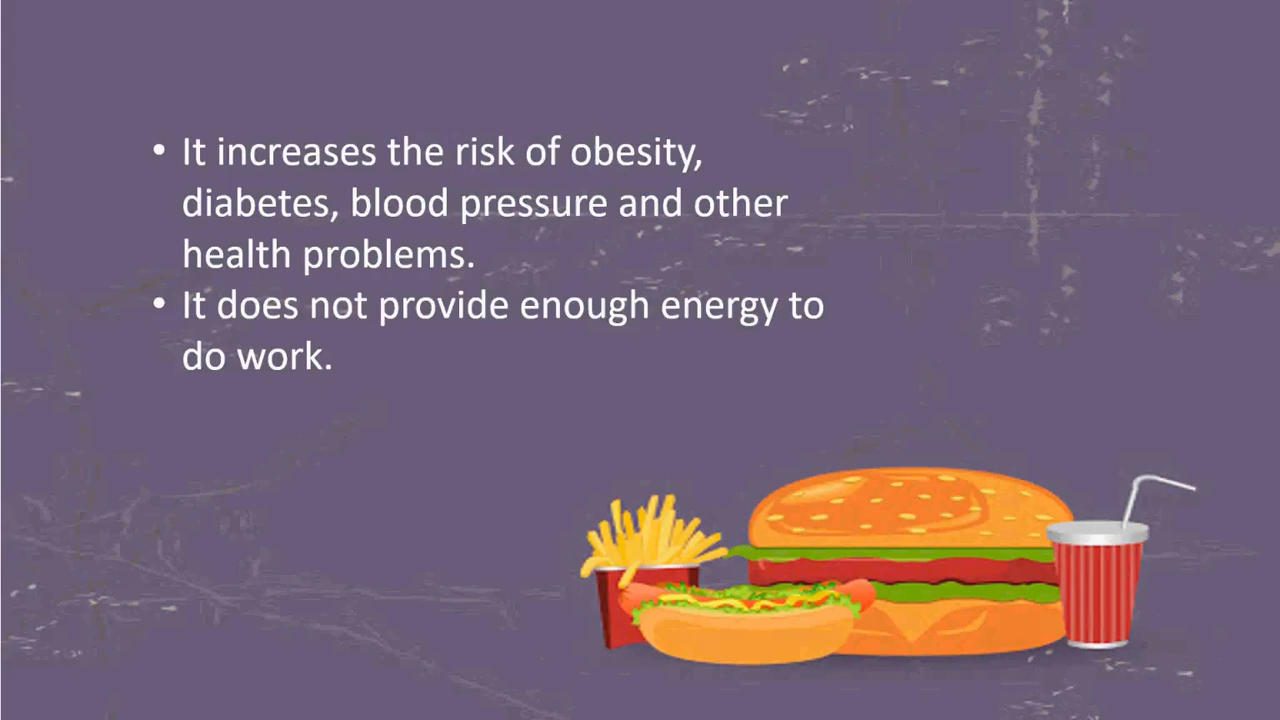 • It increases the risk of obesity,
diabetes, blood pressure and other
health problems.
• It does not provide enough energy to
do work.